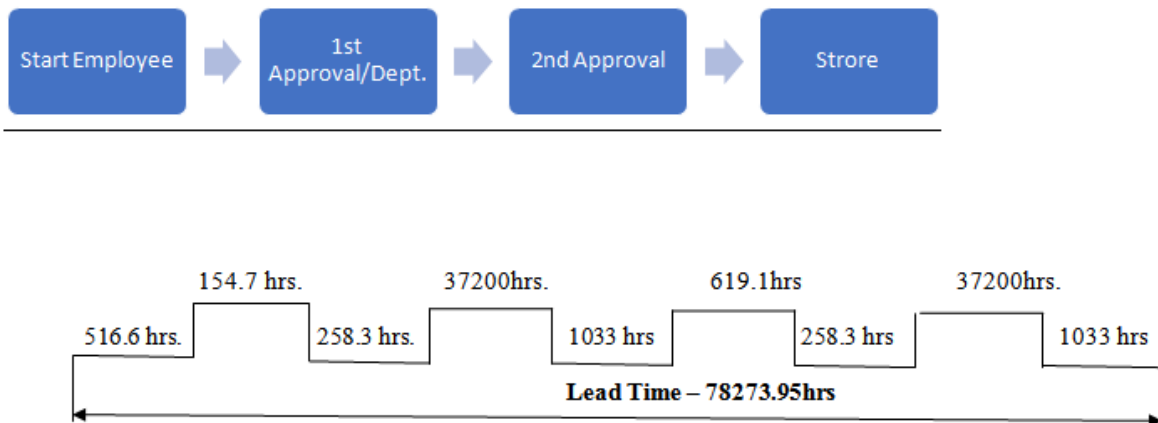 Start Employee
1st
Approval/Dept.
2nd Approval
Strore
154.7 hrs.
37200hrs.
619.1hrs
37200hrs.
516.6 hrs.
258.3 hrs.
1033 hrs
258.3 hrs
1033 hrs
Lead Time – 78273.95hrs